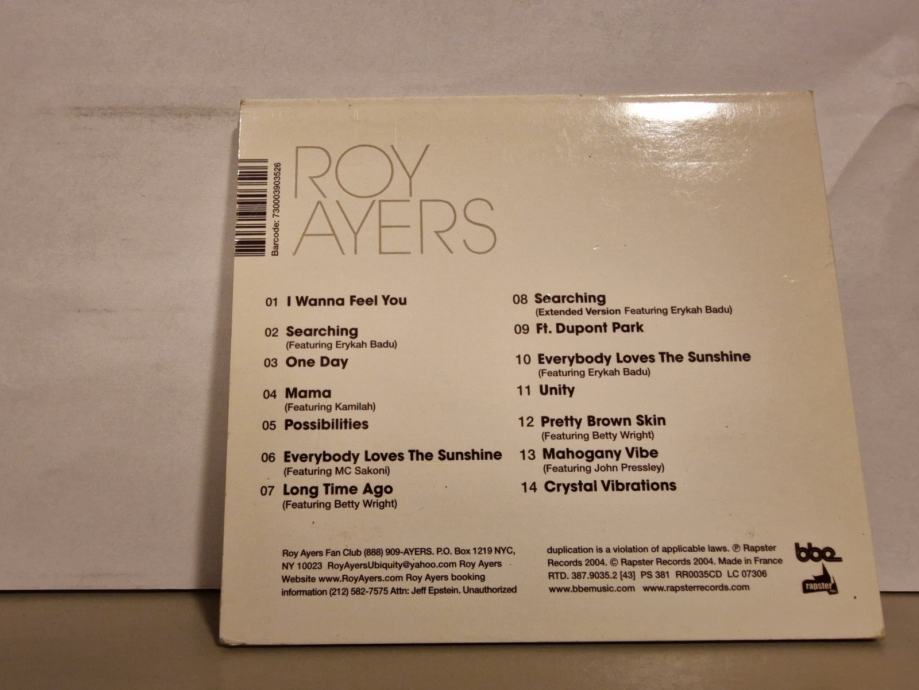 Barcode: 730003903526
ROY
AYERS
01 I Wanna Feel You
02 Searching
(Featuring Erykah Badu)
03 One Day
04 Mama
(Featuring Kamilah)
05 Possibilities
06 Everybody Loves The Sunshine
(Featuring MC Sakoni)
07 Long Time Ago
(Featuring Betty Wright)
08 Searching
(Extended Version Featuring Erykah Badu)
09 Ft. Dupont Park
10 Everybody Loves The Sunshine
(Featuring Erykah Badu)
11 Unity
12 Pretty Brown Skin
(Featuring Betty Wright)
13 Mahogany Vibe
(Featuring John Pressley)
14 Crystal Vibrations
Roy Ayers Fan Club (888) 909-AYERS. P.O. Box 1219 NYC,
NY 10023 RoyAyersUbiquity@yahoo.com Roy Ayers
Website www.RoyAyers.com Roy Ayers booking
information (212) 582-7575 Attn: Jeff Epstein. Unauthorized
duplication is a violation of applicable laws. ℗ Rapster
Records 2004. © Rapster Records 2004. Made in France
RTD. 387.9035.2 [43] PS 381 RR0035CD LC 07306
www.bbemusic.com www.rapsterrecords.com
bbe
rapster